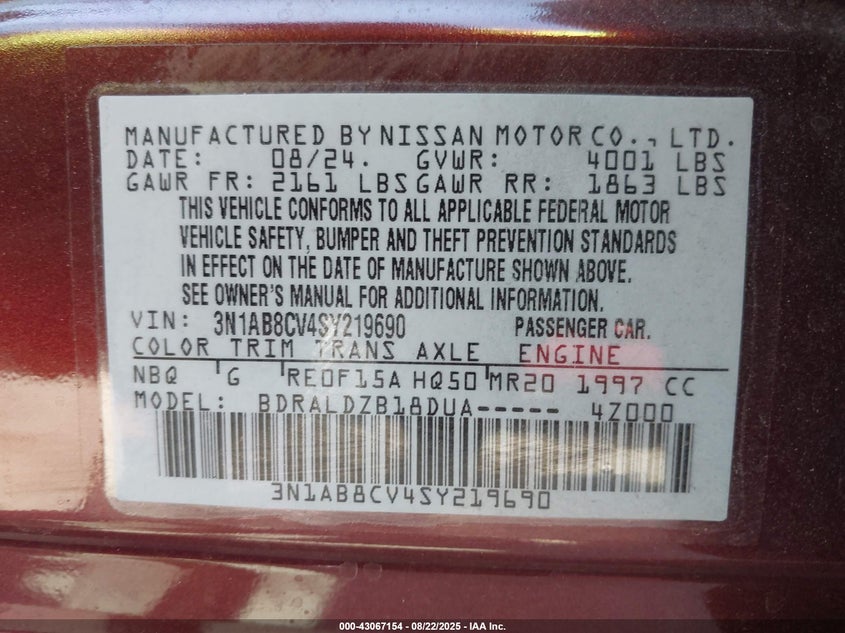 MANUFACTURED BY NISSAN MOTOR CO., LTD.
DATE: 08/24. GVWR: 4001 LBS
GAWR FR: 2161 LBS GAWR RR: 1863 LBS
THIS VEHICLE CONFORMS TO ALL APPLICABLE FEDERAL MOTOR
VEHICLE SAFETY, BUMPER AND THEFT PREVENTION STANDARDS
IN EFFECT ON THE DATE OF MANUFACTURE SHOWN ABOVE.
SEE OWNER'S MANUAL FOR ADDITIONAL INFORMATION.
VIN: 3N1AB8CV4SY219690 PASSENGER CAR.
COLOR TRIM TRANS AXLE ENGINE
NBQ 'G 'RE0F15A HQ50 'MR20 1997 CC
MODEL: BDRALDZB18DUA----- 4Z000
3N1AB8CV4SY219690
000-43067154 - 08/22/2025 - IAA Inc.